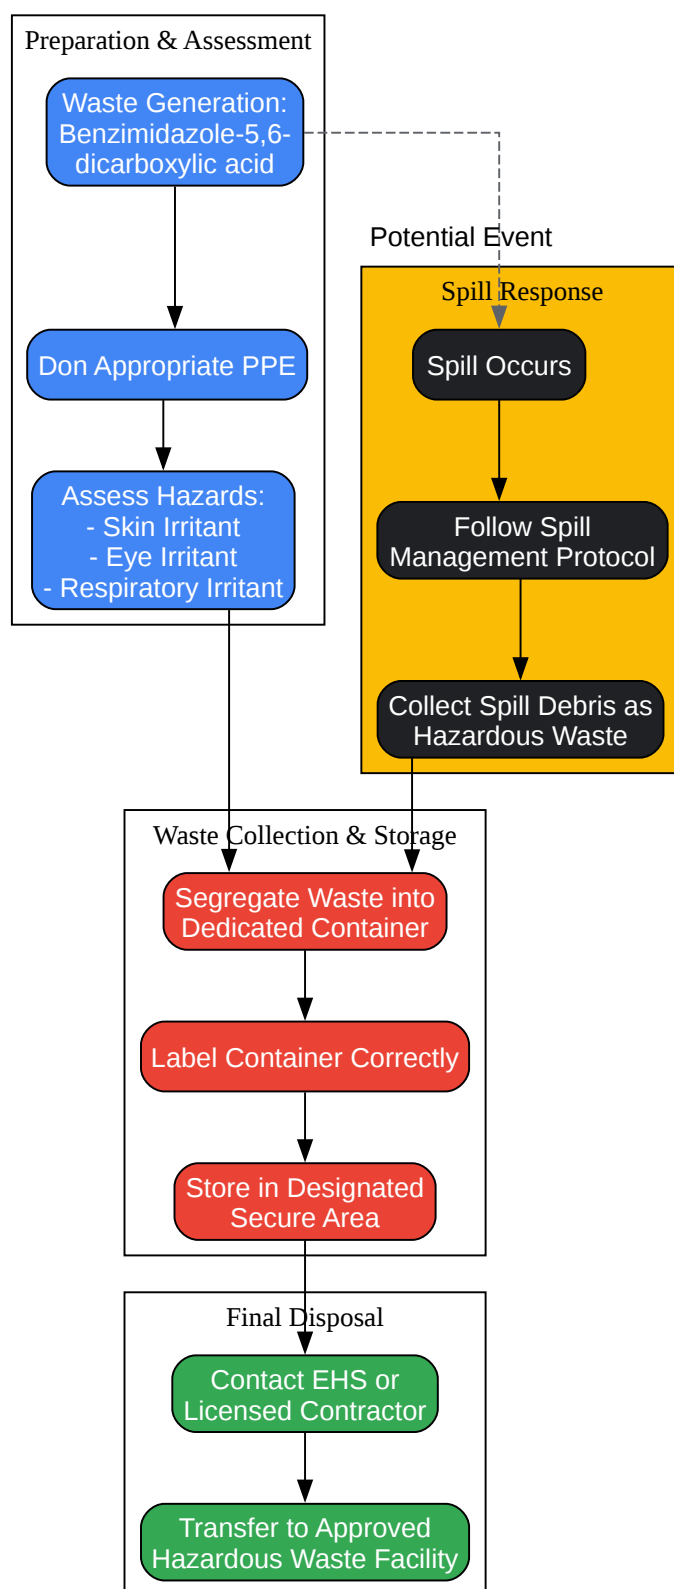 Preparation & Assessment
Waste Generation:
Benzimidazole-5,6-
dicarboxylic acid
Don Appropriate PPE
Assess Hazards:
- Skin Irritant
- Eye Irritant
- Respiratory Irritant
Potential Event
Spill Response
Spill Occurs
Follow Spill
Management Protocol
Collect Spill Debris as
Hazardous Waste
Waste Collection & Storage
Segregate Waste into
Dedicated Container
Label Container Correctly
Store in Designated
Secure Area
Final Disposal
Contact EHS or
Licensed Contractor
Transfer to Approved
Hazardous Waste Facility